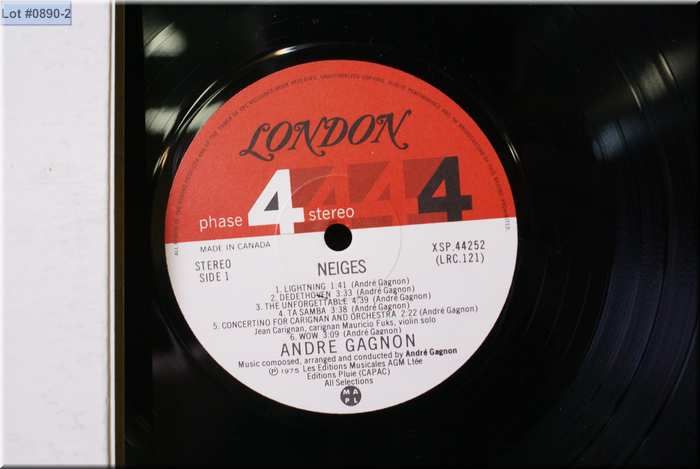 Lot #0890-2
LONDON
phase 4 stereo 4
MADE IN CANADA
XSP.44252
(LRC.121)
STEREO
SIDE 1
NEIGES
1. LIGHTNING 1:41 (André Gagnon)
2. DEDETHOVEN 3:33 (André Gagnon)
3. THE UNFORGETTABLE 4:39 (André Gagnon)
4. TA SAMBA 3:38 (André Gagnon)
5. CONCERTINO FOR CARIGNAN AND ORCHESTRA 2:22 (André Gagnon)
Jean Carignan, carignan Mauricio Fuks, violin solo
6. WOW 3:09 (André Gagnon)
ANDRE GAGNON
Music composed, arranged and conducted by André Gagnon
℗ 1975 Les Editions Musicales AGM Ltée
Editions Pluie (CAPAC)
All Selections
MAPL